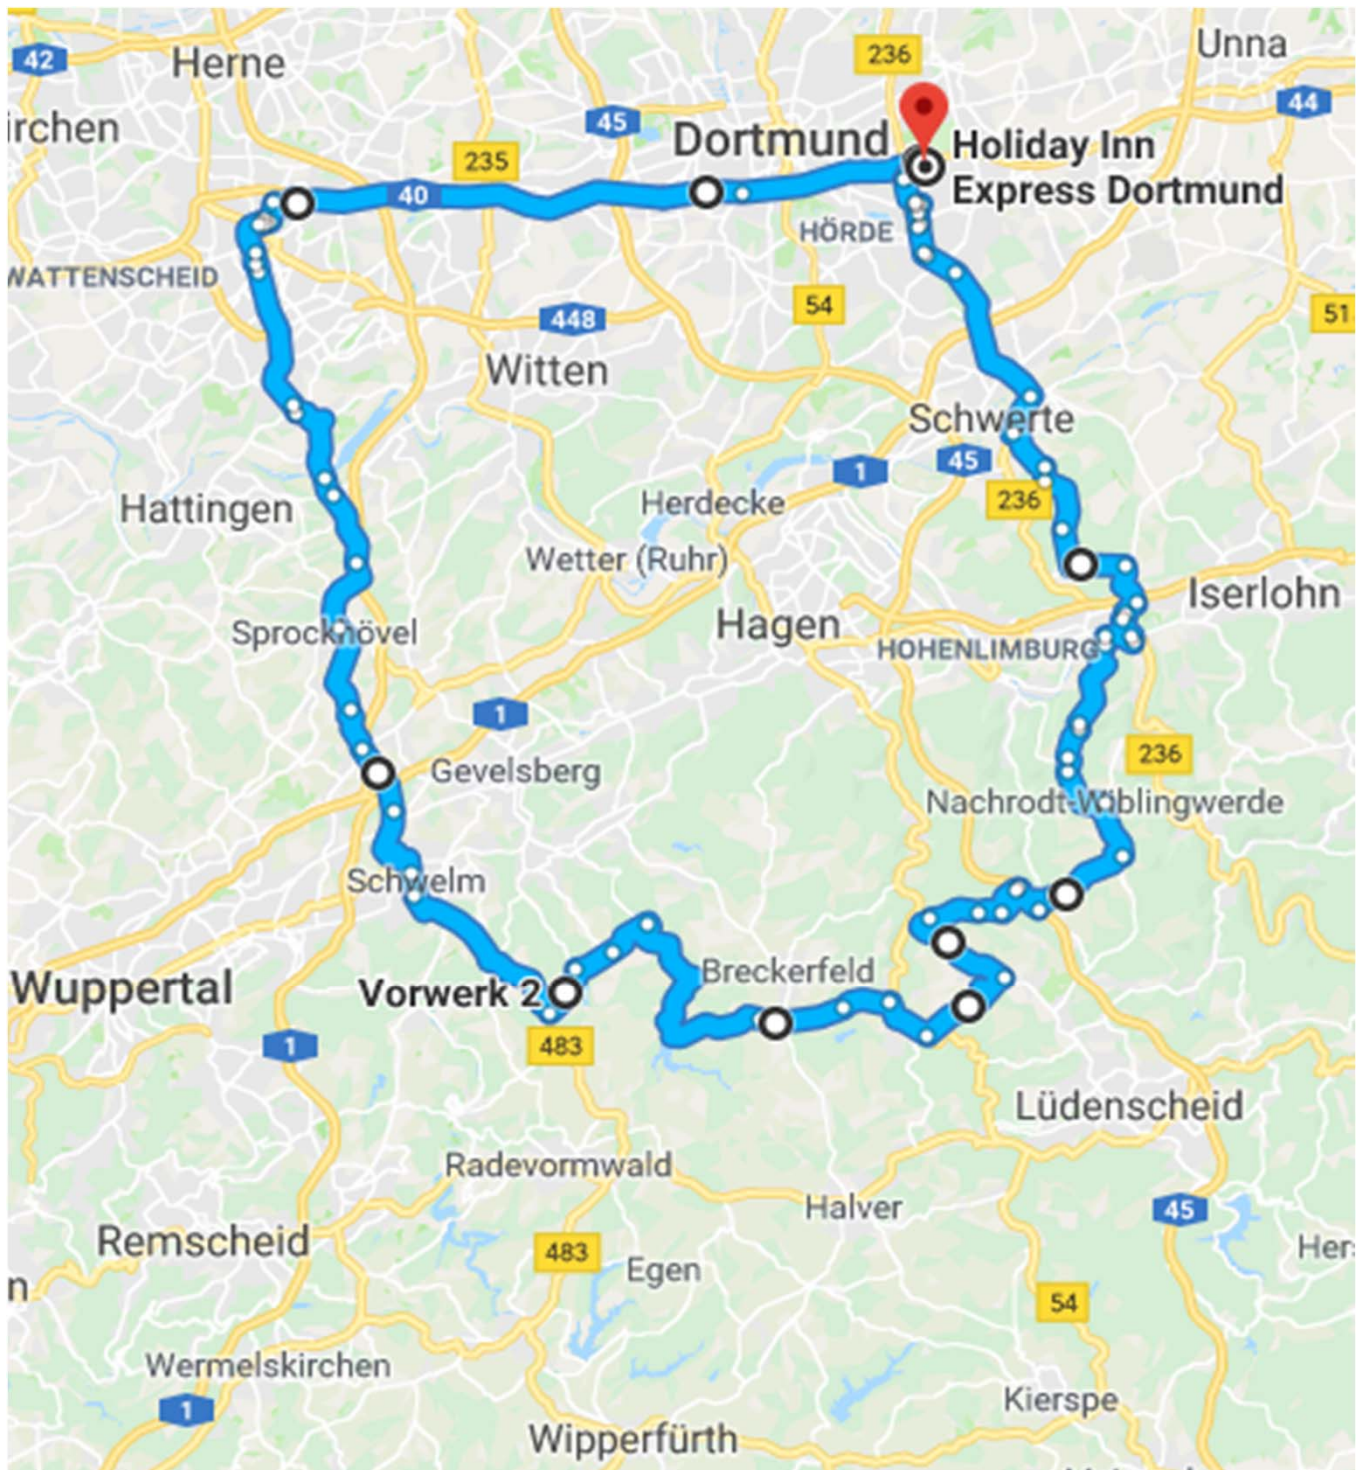 236
Unna
42
Herne
44
45
irchen
Dortmund
Holiday Inn
Express Dortmund
235
40
HÖRDE
WATTENSCHEID
54
51
448
Witten
Schwerte
45
1
236
Herdecke
Hattingen
Wetter (Ruhr)
Iserlohn
Hagen
Sprockhövel
HOHENLIMBURG
1
236
Gevelsberg
Nachrodt-Wiblingwerde
Schwelm
Breckerfeld
Wuppertal
Vorwerk 2
1
483
Lüdenscheid
Radevormwald
Halver
45
Remscheid
Her
483
Egen
n
54
Wermelskirchen
Kierspe
1
Wipperfürth